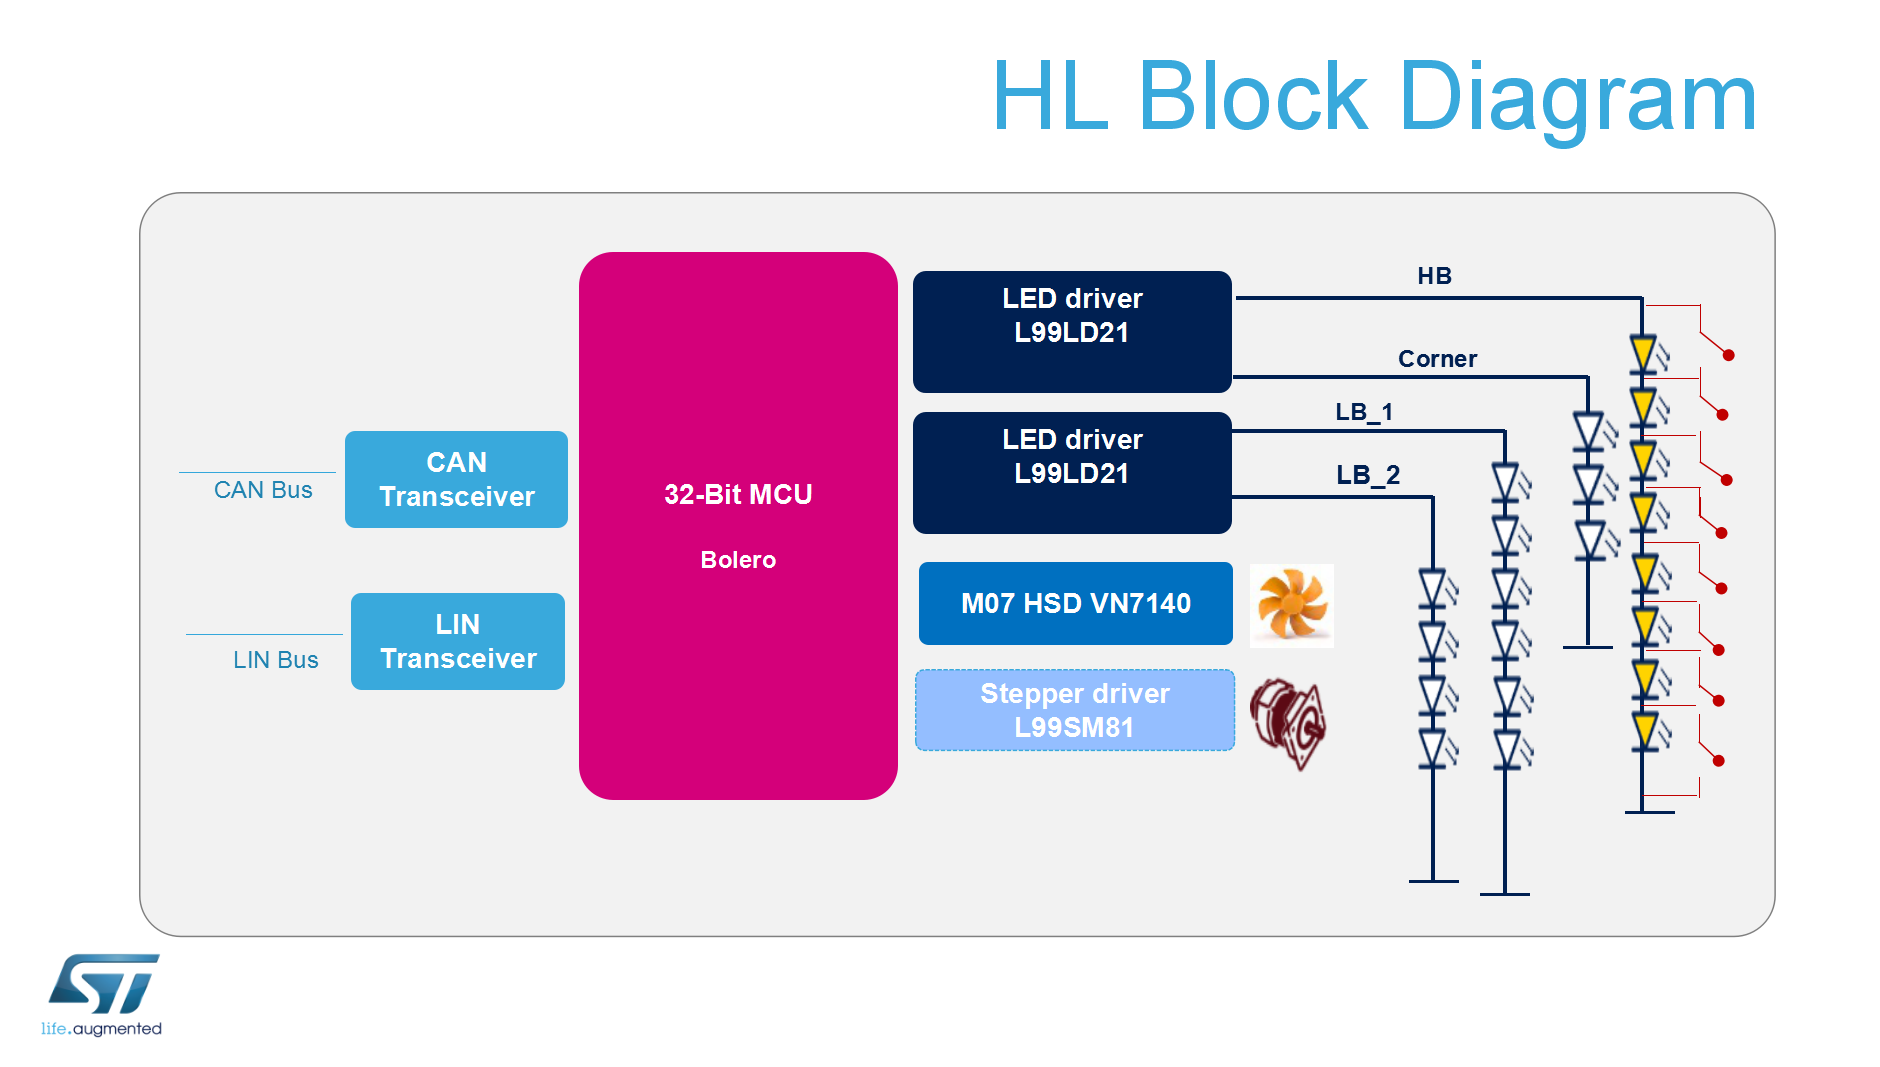 HL Block Diagram
HB
LED driver
L99LD21
Corner
LB_1
LED driver
L99LD21
LB_2
CAN
Transceiver
CAN Bus
32-Bit MCU
Bolero
M07 HSD VN7140
LIN
Transceiver
LIN Bus
Stepper driver
L99SM81
ST
life.augmented